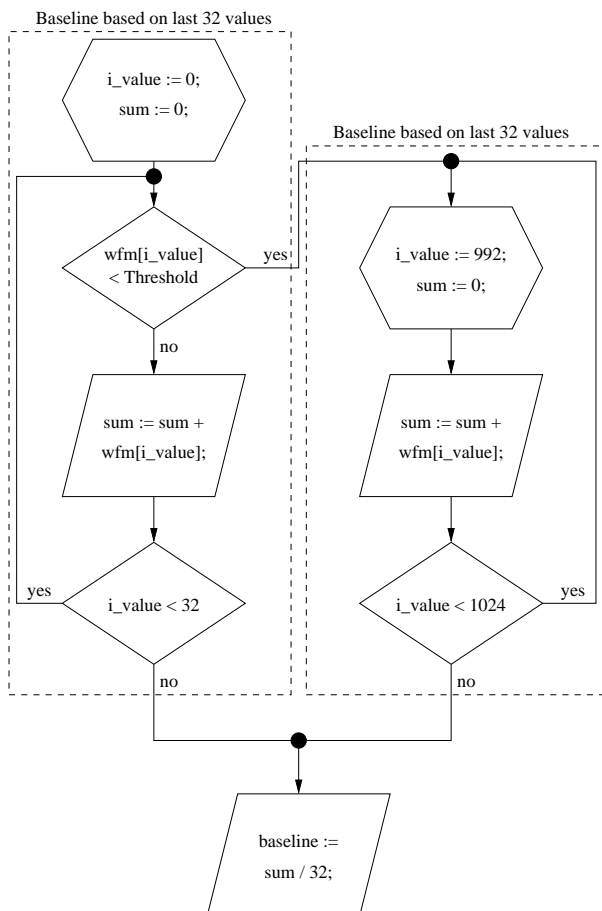 Baseline based on last 32 values
i_value := 0;
sum := 0;
wfm[i_value]
< Threshold
yes
no
sum := sum +
wfm[i_value];
i_value < 32
yes
no
Baseline based on last 32 values
i_value := 992;
sum := 0;
sum := sum +
wfm[i_value];
i_value < 1024
yes
no
baseline :=
sum / 32;